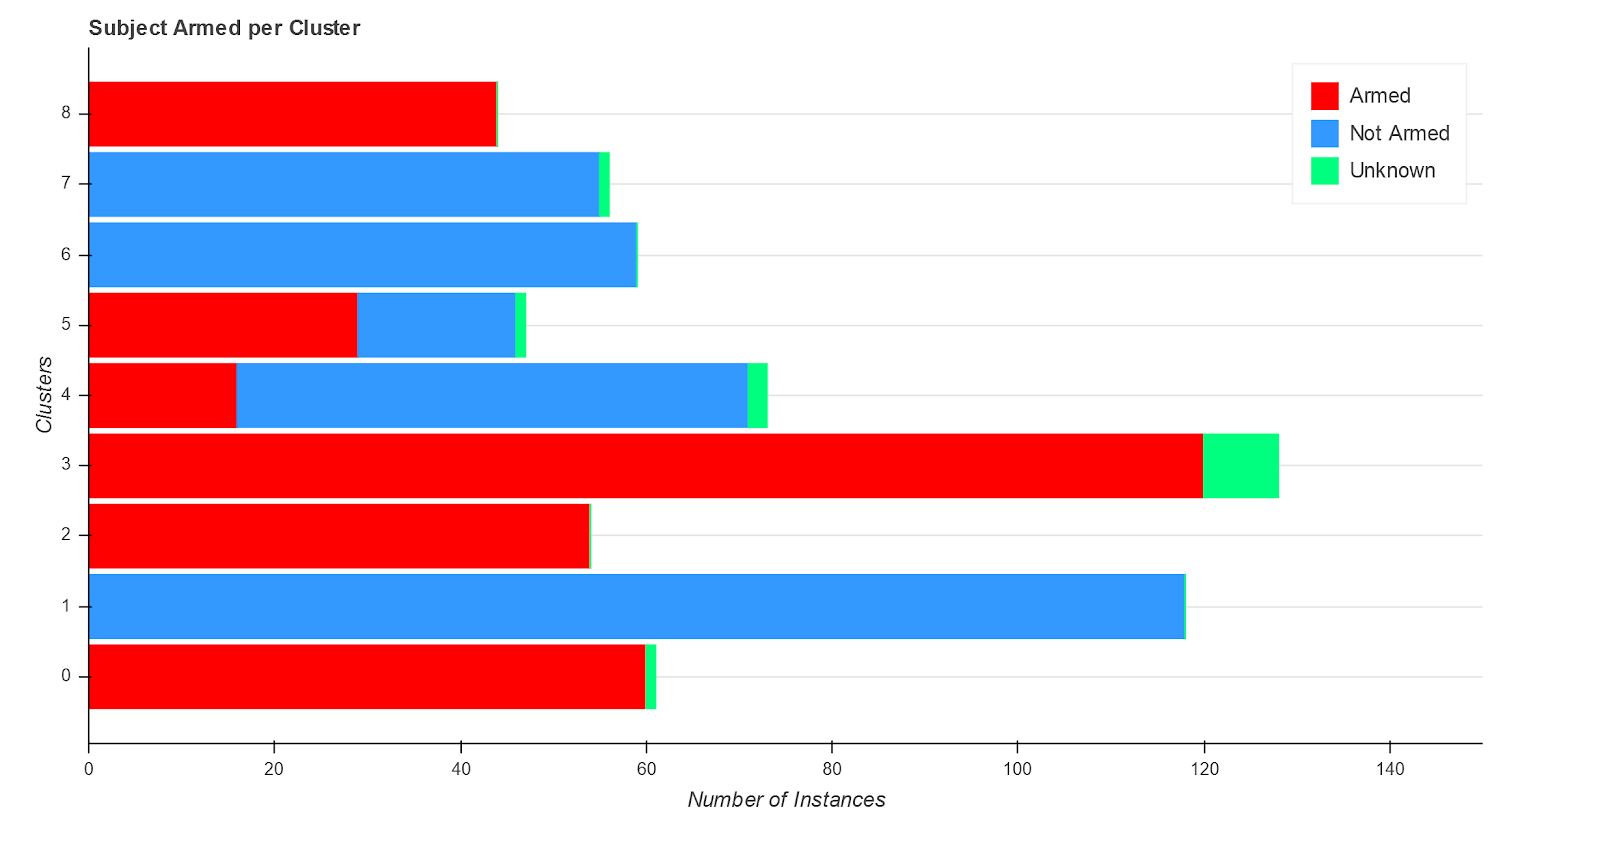 Subject Armed per Cluster
Armed
Not Armed
Unknown
8
7
6
5
4
3
2
1
0
Clusters
0 20 40 60 80 100 120 140
Number of Instances